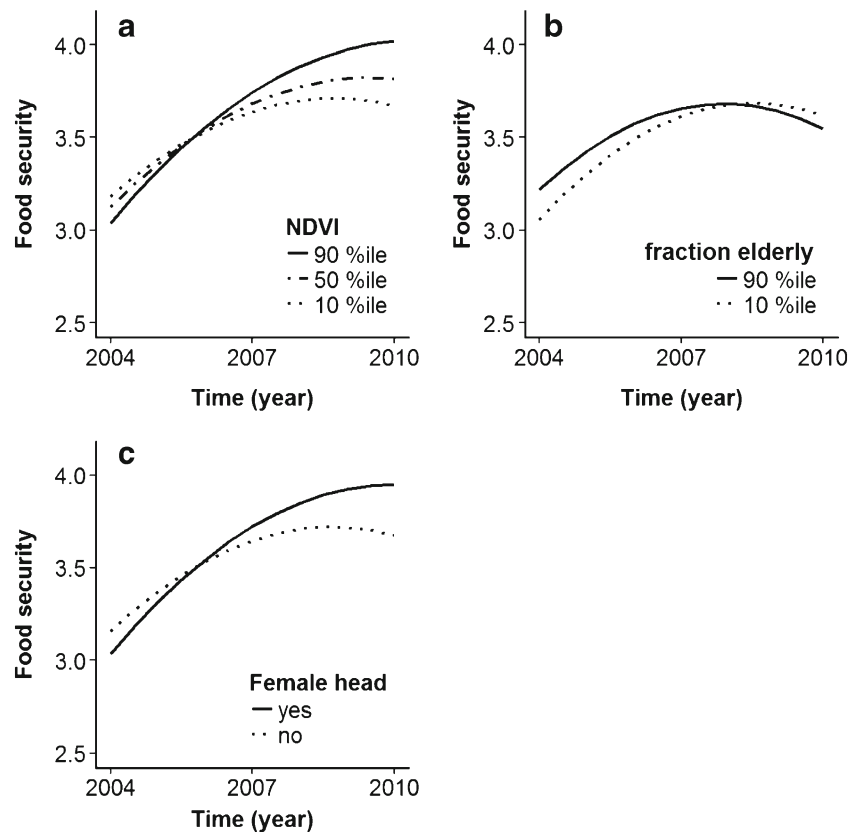 a
4.0
3.5
3.0
2.5
Food security
NDVI
90 %ile
50 %ile
10 %ile
2004 2007 2010
Time (year)
b
4.0
3.5
3.0
2.5
Food security
fraction elderly
90 %ile
10 %ile
2004 2007 2010
Time (year)
c
4.0
3.5
3.0
2.5
Food security
Female head
yes
no
2004 2007 2010
Time (year)